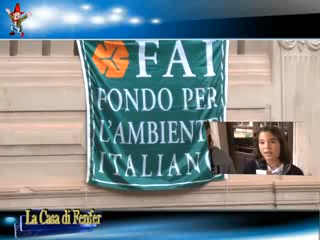 FAI
FONDO PER
L'AMBIENTE
ITALIANO
La Casa di Fenfer